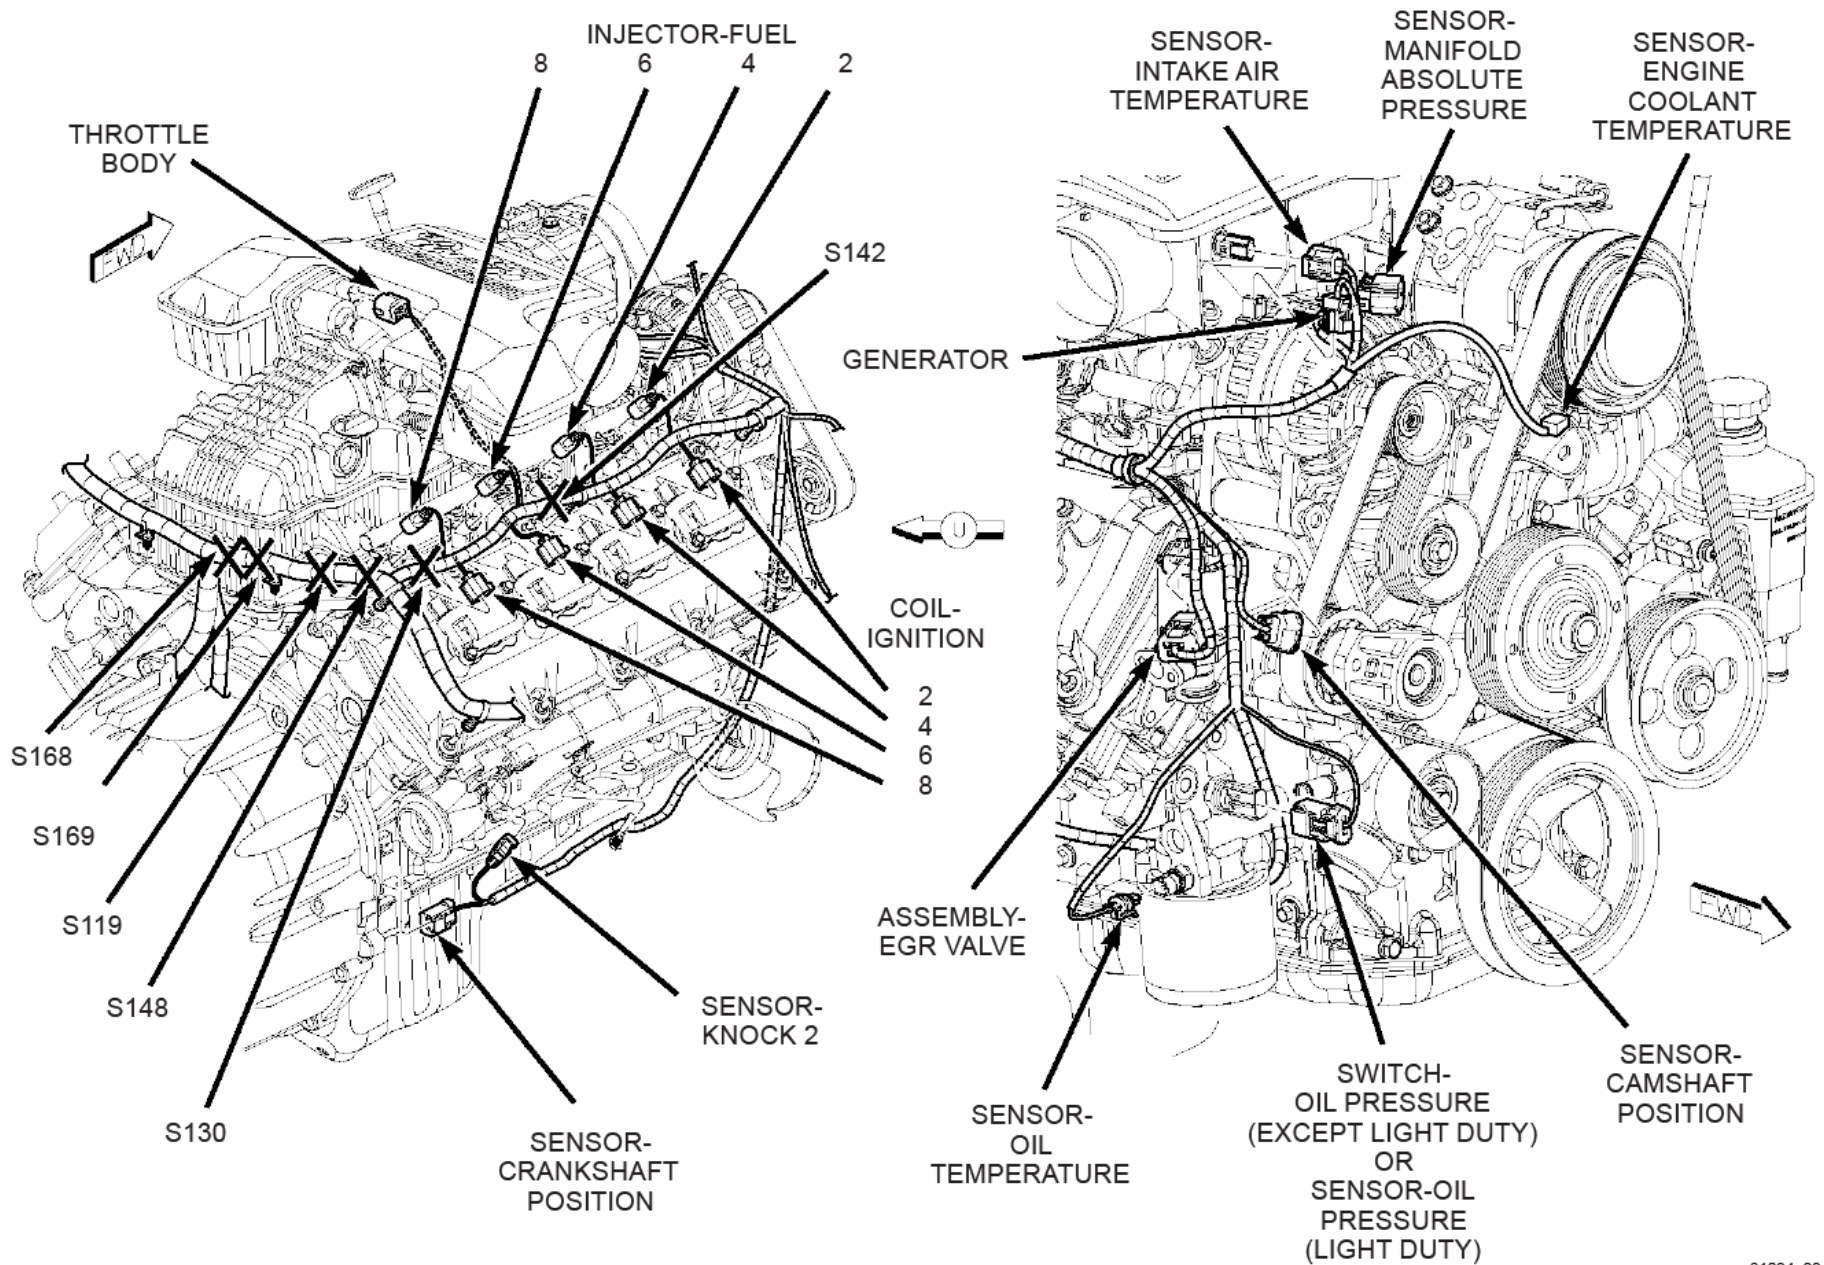 INJECTOR-FUEL
8 6 4 2
THROTTLE
BODY
FWD
S142
S168
S169
S119
S148
S130
SENSOR-
KNOCK 2
SENSOR-
CRANKSHAFT
POSITION
COIL-
IGNITION
2
4
6
8
U
SENSOR-
INTAKE AIR
TEMPERATURE
SENSOR-
MANIFOLD
ABSOLUTE
PRESSURE
SENSOR-
ENGINE
COOLANT
TEMPERATURE
GENERATOR
ASSEMBLY-
EGR VALVE
FWD
SENSOR-
OIL
TEMPERATURE
SWITCH-
OIL PRESSURE
(EXCEPT LIGHT DUTY)
OR
SENSOR-OIL
PRESSURE
(LIGHT DUTY)
SENSOR-
CAMSHAFT
POSITION